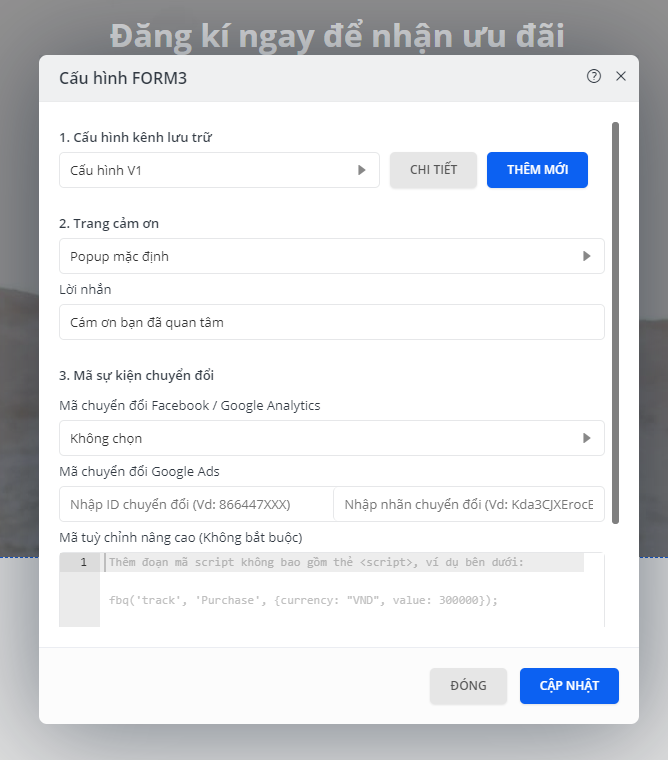 Đăng kí ngay để nhận ưu đãi
Cấu hình FORM3
1. Cấu hình kênh lưu trữ
Cấu hình V1
CHI TIẾT
THÊM MỚI
2. Trang cảm ơn
Popup mặc định
Lời nhắn
Cám ơn bạn đã quan tâm
3. Mã sự kiện chuyển đổi
Mã chuyển đổi Facebook / Google Analytics
Không chọn
Mã chuyển đổi Google Ads
Nhập ID chuyển đổi (Vd: 866447XXX)
Nhập nhãn chuyển đổi (Vd: Kda3CJXErocE
Mã tuỳ chỉnh nâng cao (Không bắt buộc)
1 Thêm đoạn mã script không bao gồm thẻ <script>, ví dụ bên dưới:
fbq('track', 'Purchase', {currency: "VND", value: 300000});
ĐÓNG
CẬP NHẬT